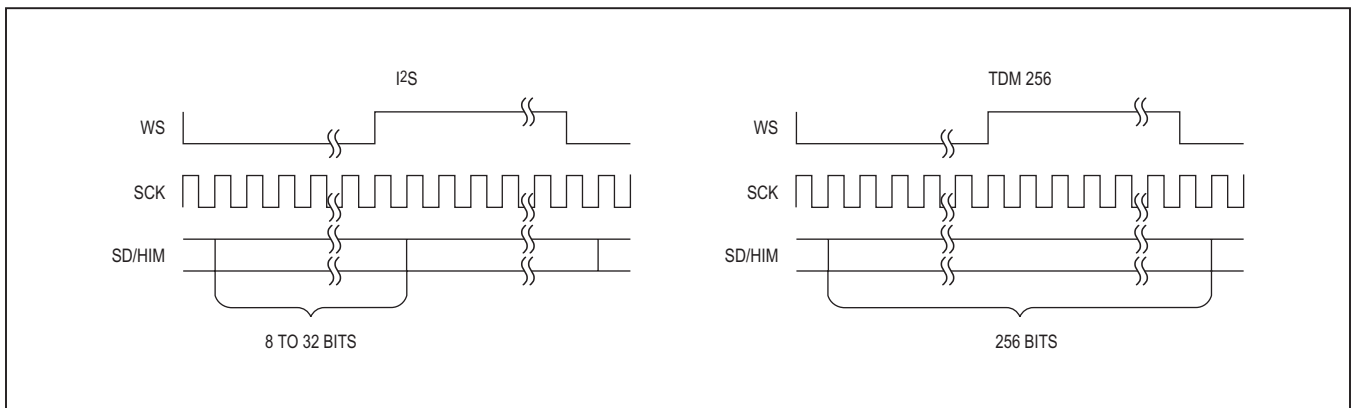 I2S
WS
SCK
SD/HIM
8 TO 32 BITS
TDM 256
WS
SCK
SD/HIM
256 BITS